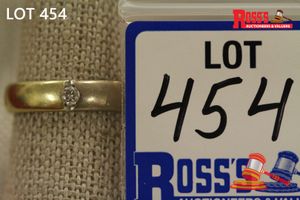 LOT 454
ROSS'S
AUCTIONEERS & VALUERS
LOT
454
ROSS'S